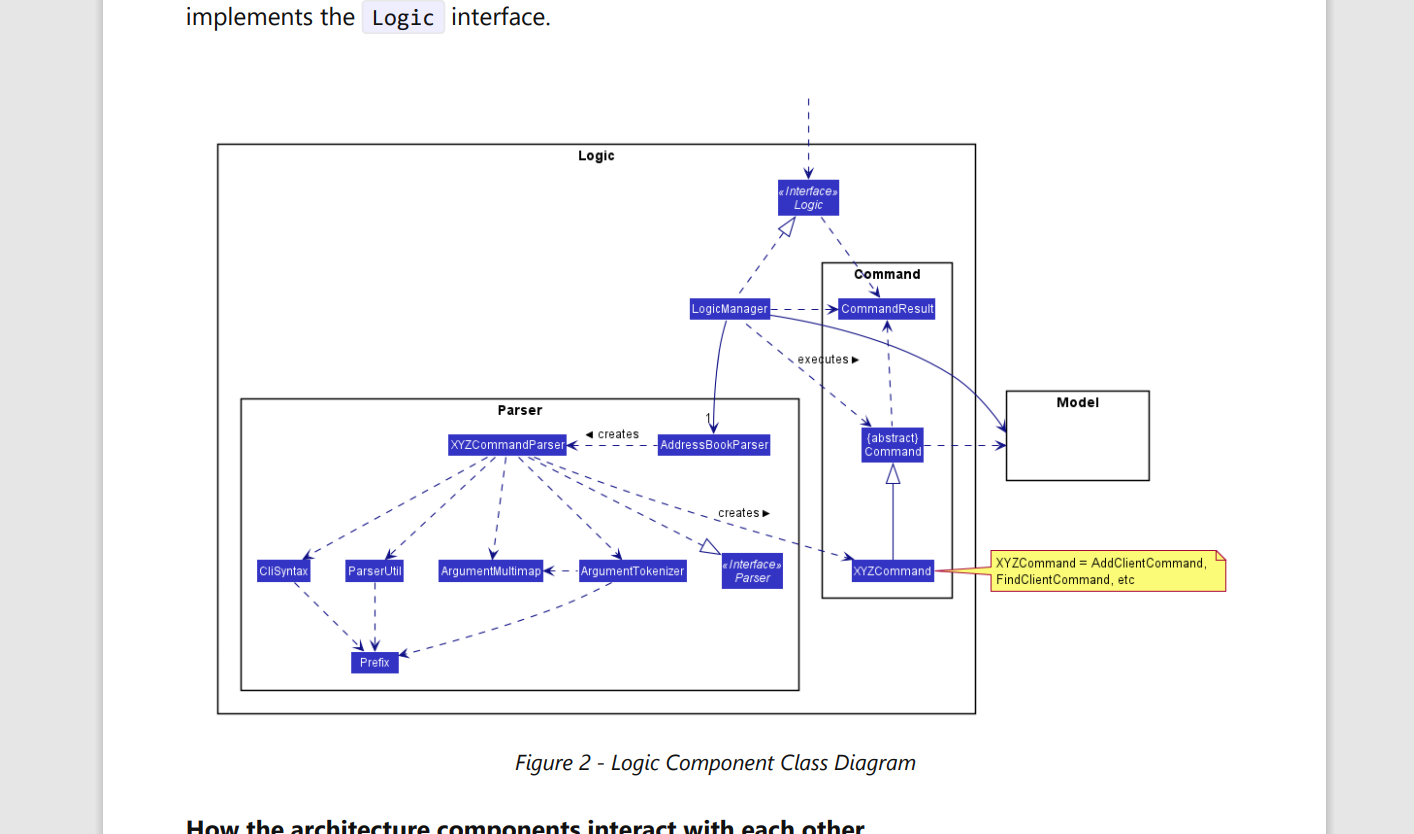 implements the Logic interface.
Logic
«Interface»
Logic
Command
LogicManager
CommandResult
executes ►
Model
Parser
1
◄ creates
XYZCommandParser
AddressBookParser
{abstract}
Command
creates ►
CliSyntax
ParserUtil
ArgumentMultimap
ArgumentTokenizer
«Interface»
Parser
XYZCommand
XYZCommand = AddClientCommand,
FindClientCommand, etc
Prefix
Figure 2 - Logic Component Class Diagram
How the architecture components interact with each other